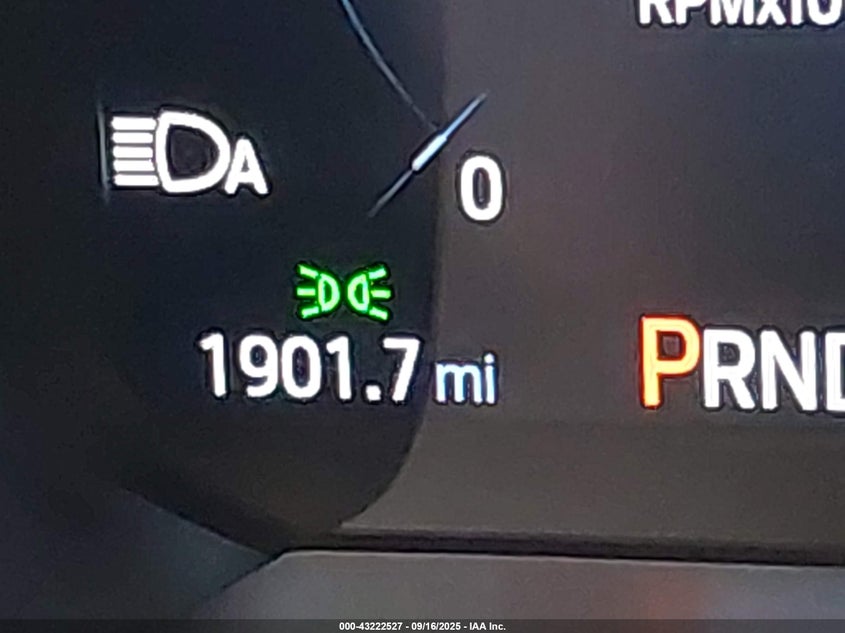 RPMx10
A
0
1901.7 mi
PRND
000-43222527 - 09/16/2025 - IAA Inc.